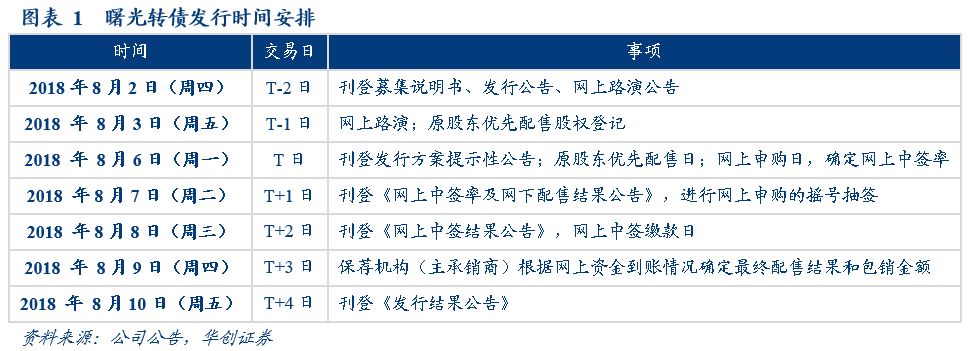 图表 1 曙光转债发行时间安排
时间 交易日 事项
2018 年 8 月 2 日（周四） T-2 日 刊登募集说明书、发行公告、网上路演公告
2018 年 8 月 3 日（周五） T-1 日 网上路演；原股东优先配售股权登记
2018 年 8 月 6 日（周一） T 日 刊登发行方案提示性公告；原股东优先配售日；网上申购日，确定网上中签率
2018 年 8 月 7 日（周二） T+1 日 刊登《网上中签率及网下配售结果公告》，进行网上申购的摇号抽签
2018 年 8 月 8 日（周三） T+2 日 刊登《网上中签结果公告》，网上中签缴款日
2018 年 8 月 9 日（周四） T+3 日 保荐机构（主承销商）根据网上资金到账情况确定最终配售结果和包销金额
2018 年 8 月 10 日（周五） T+4 日 刊登《发行结果公告》
资料来源：公司公告，华创证券